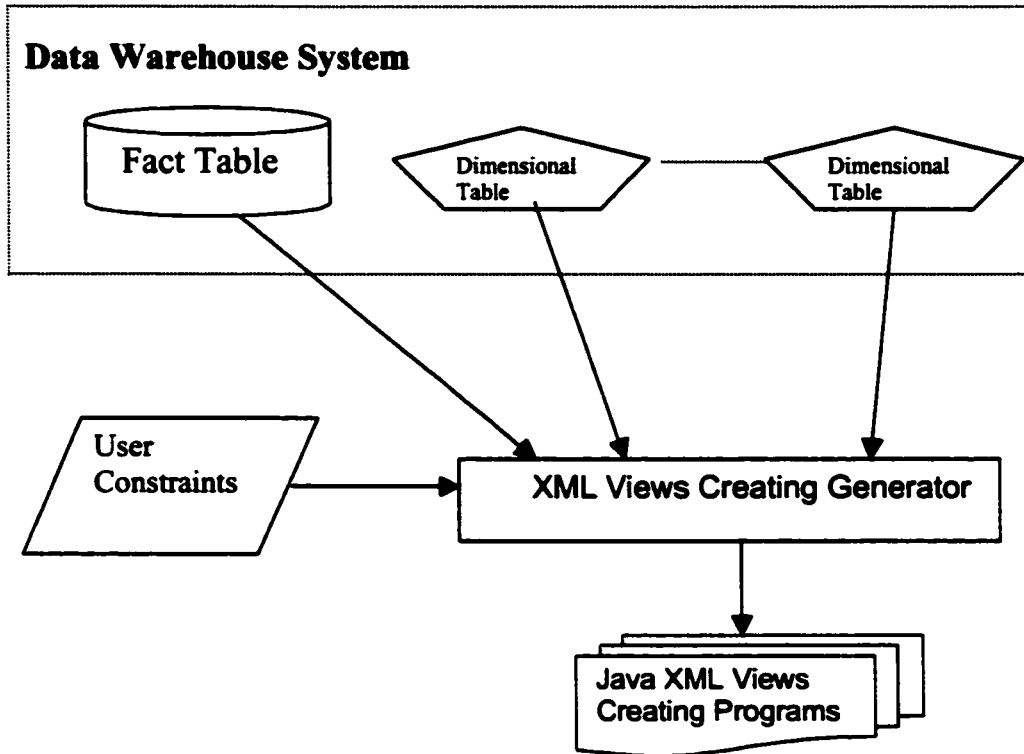 Data Warehouse System
Fact Table
Dimensional
Table
Dimensional
Table
User
Constraints
XML Views Creating Generator
Java XML Views
Creating Programs